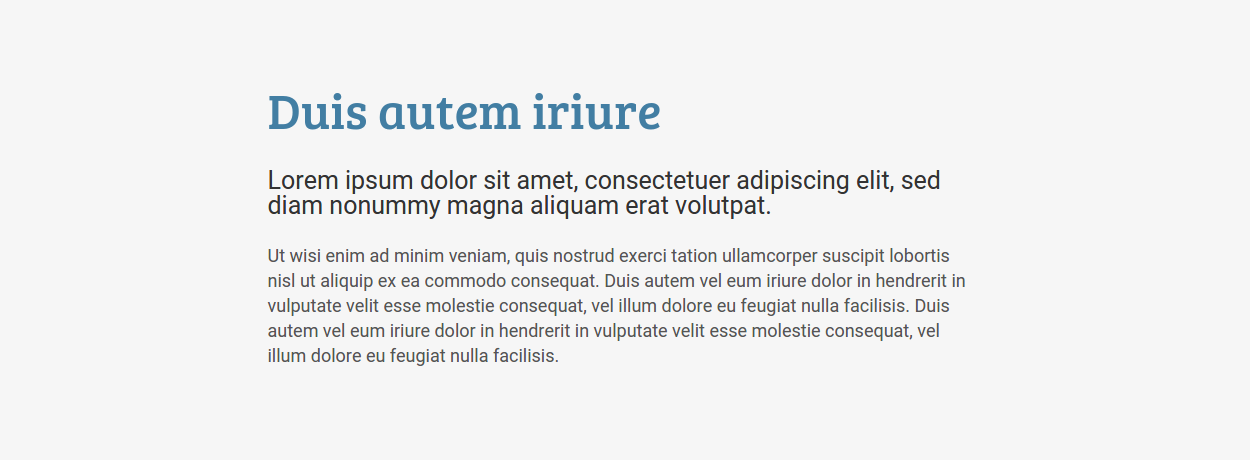 Duis autem iriure
Lorem ipsum dolor sit amet, consectetuer adipiscing elit, sed
diam nonummy magna aliquam erat volutpat.
Ut wisi enim ad minim veniam, quis nostrud exerci tation ullamcorper suscipit lobortis
nisl ut aliquip ex ea commodo consequat. Duis autem vel eum iriure dolor in hendrerit in
vulputate velit esse molestie consequat, vel illum dolore eu feugiat nulla facilisis. Duis
autem vel eum iriure dolor in hendrerit in vulputate velit esse molestie consequat, vel
illum dolore eu feugiat nulla facilisis.